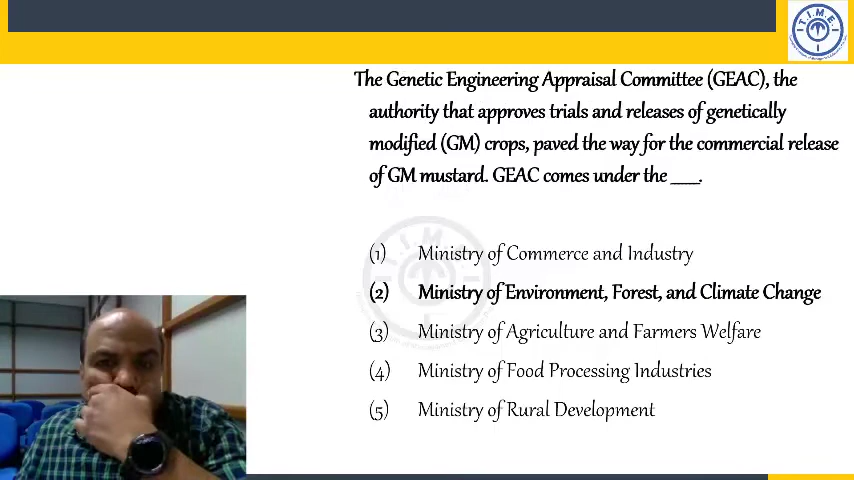 T.I.M.E.
The Genetic Engineering Appraisal Committee (GEAC), the
authority that approves trials and releases of genetically
modified (GM) crops, paved the way for the commercial release
of GM mustard. GEAC comes under the ___.
(1) Ministry of Commerce and Industry
(2) Ministry of Environment, Forest, and Climate Change
(3) Ministry of Agriculture and Farmers Welfare
(4) Ministry of Food Processing Industries
(5) Ministry of Rural Development